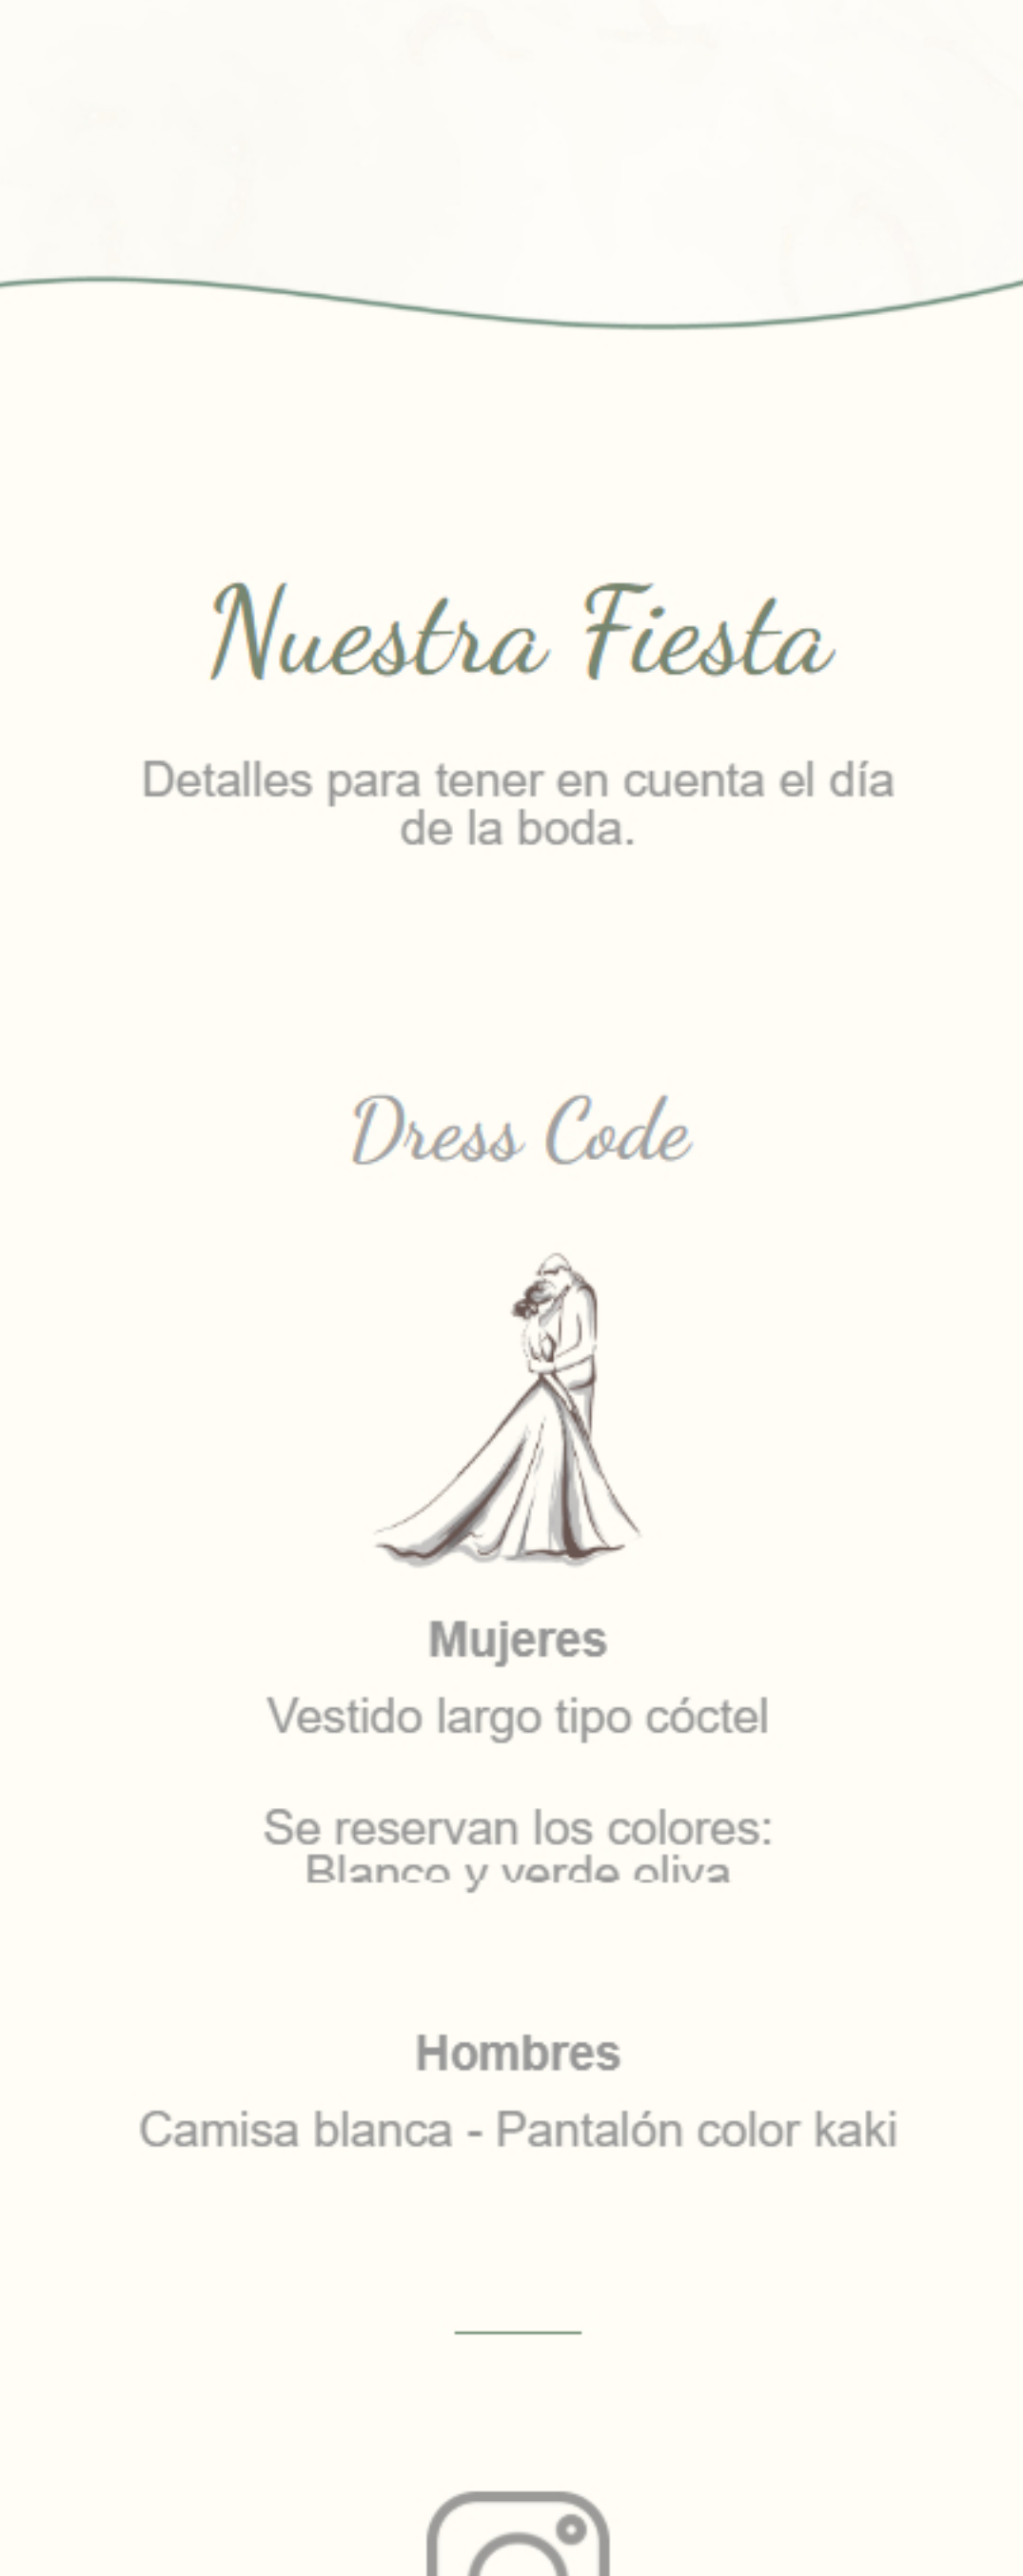 Nuestra Fiesta
Detalles para tener en cuenta el día
de la boda.
Dress Code
Mujeres
Vestido largo tipo cóctel
Se reservan los colores:
Blanco y verde oliva
Hombres
Camisa blanca - Pantalón color kaki